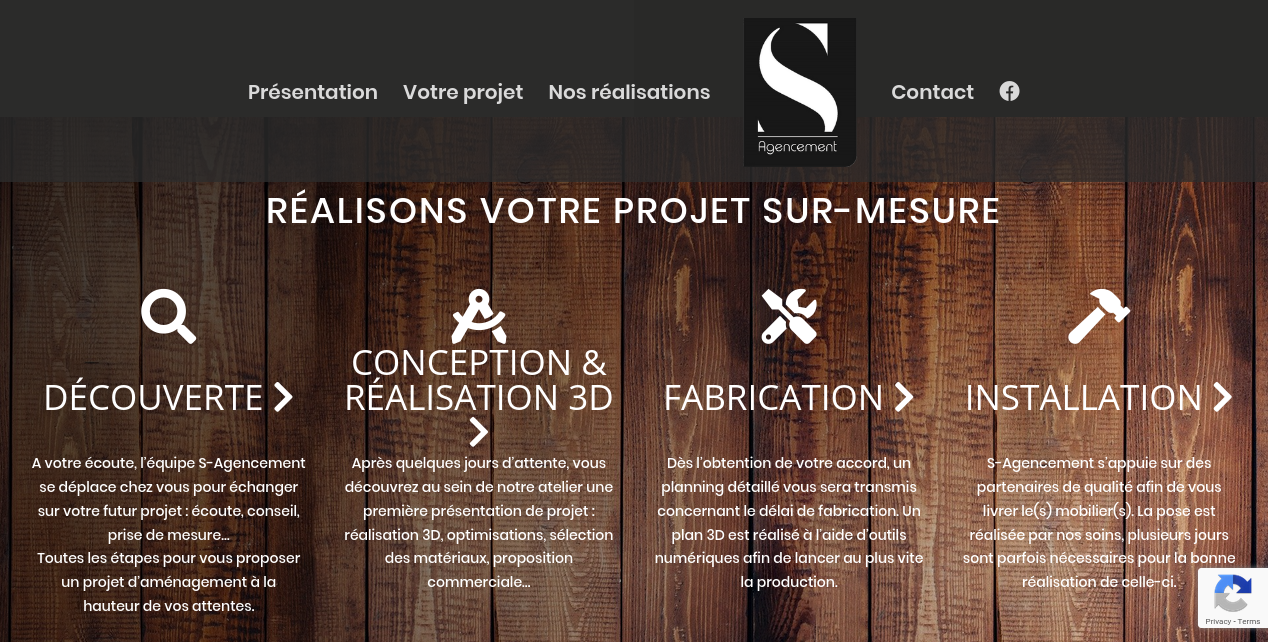 Présentation
Votre projet
Nos réalisations
S
Agencement
Contact
RÉALISONS VOTRE PROJET SUR-MESURE
DÉCOUVERTE
A votre écoute, l'équipe S-Agencement
se déplace chez vous pour échanger
sur votre futur projet : écoute, conseil,
prise de mesure...
Toutes les étapes pour vous proposer
un projet d'aménagement à la
hauteur de vos attentes.
CONCEPTION &
RÉALISATION 3D
Après quelques jours d'attente, vous
découvrez au sein de notre atelier une
première présentation de projet :
réalisation 3D, optimisations, sélection
des matériaux, proposition
commerciale...
FABRICATION
Dès l'obtention de votre accord, un
planning détaillé vous sera transmis
concernant le délai de fabrication. Un
plan 3D est réalisé à l'aide d'outils
numériques afin de lancer au plus vite
la production.
INSTALLATION
S-Agencement s'appuie sur des
partenaires de qualité afin de vous
livrer le(s) mobilier(s). La pose est
réalisée par nos soins, plusieurs jours
sont parfois nécessaires pour la bonne
réalisation de celle-ci.
Privacy - Terms